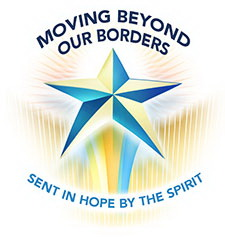 MOVING BEYOND
OUR BORDERS
SENT IN HOPE BY THE SPIRIT